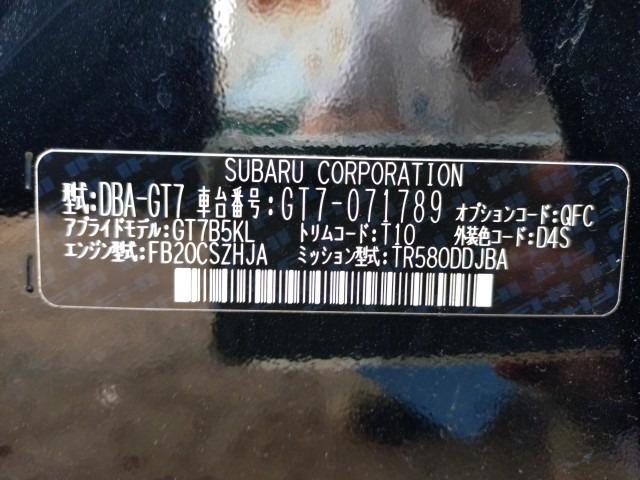 SUBARU CORPORATION
型式:DBA-GT7 車台番号:GT7-071789 オプションコード:QFC
アプライドモデル:GT7B5KL トリムコード:T10 外装色コード:D4S
エンジン型式:FB20CSZHJA ミッション型式:TR580DDJBA